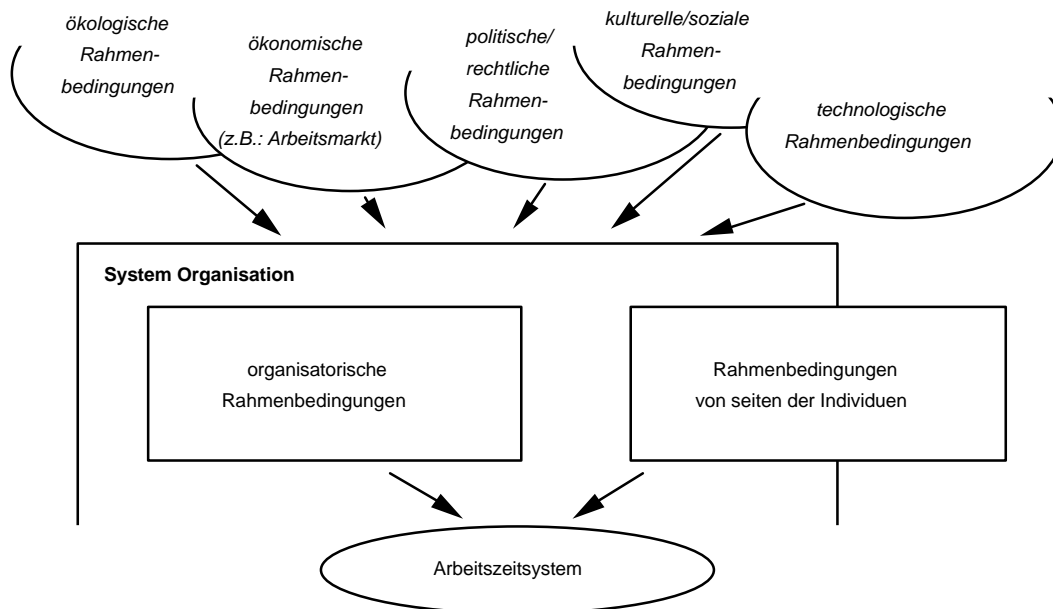 ökologische
Rahmen-
bedingungen
ökonomische
Rahmen-
bedingungen
(z.B.: Arbeitsmarkt)
politische/
rechtliche
Rahmen-
bedingungen
kulturelle/soziale
Rahmen-
bedingungen
technologische
Rahmenbedingungen
System Organisation
organisatorische
Rahmenbedingungen
Rahmenbedingungen
von seiten der Individuen
Arbeitszeitsystem